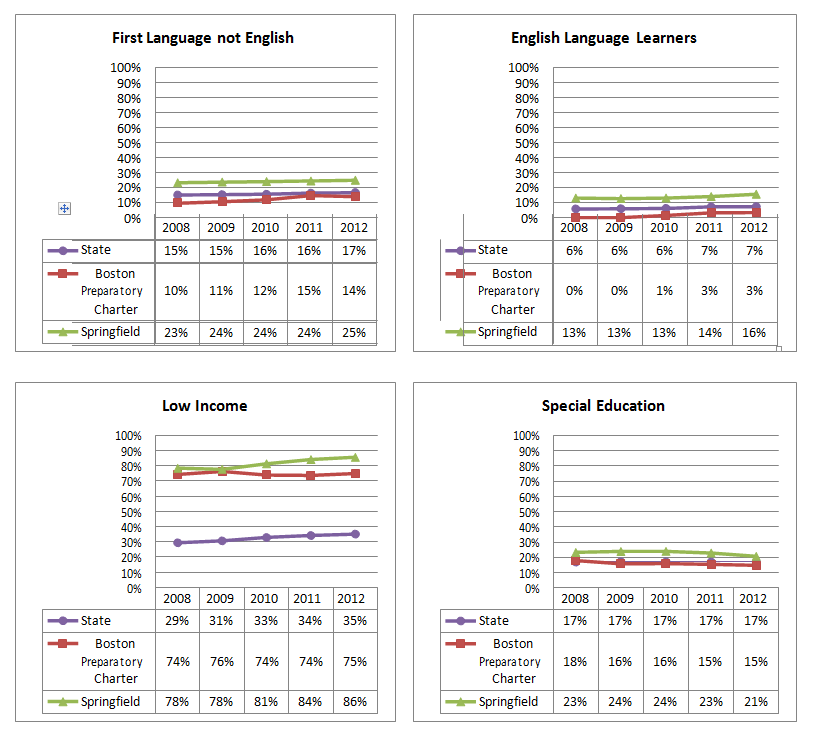 First Language not English
100%
90%
80%
70%
60%
50%
40%
30%
20%
10%
0%
2008 2009 2010 2011 2012
State 15% 15% 16% 16% 17%
Boston
Preparatory 10% 11% 12% 15% 14%
Charter
Springfield 23% 24% 24% 24% 25%
English Language Learners
100%
90%
80%
70%
60%
50%
40%
30%
20%
10%
0%
2008 2009 2010 2011 2012
State 6% 6% 6% 7% 7%
Boston
Preparatory 0% 0% 1% 3% 3%
Charter
Springfield 13% 13% 13% 14% 16%
Low Income
100%
90%
80%
70%
60%
50%
40%
30%
20%
10%
0%
2008 2009 2010 2011 2012
State 29% 31% 33% 34% 35%
Boston
Preparatory 74% 76% 74% 74% 75%
Charter
Springfield 78% 78% 81% 84% 86%
Special Education
100%
90%
80%
70%
60%
50%
40%
30%
20%
10%
0%
2008 2009 2010 2011 2012
State 17% 17% 17% 17% 17%
Boston
Preparatory 18% 16% 16% 15% 15%
Charter
Springfield 23% 24% 24% 23% 21%